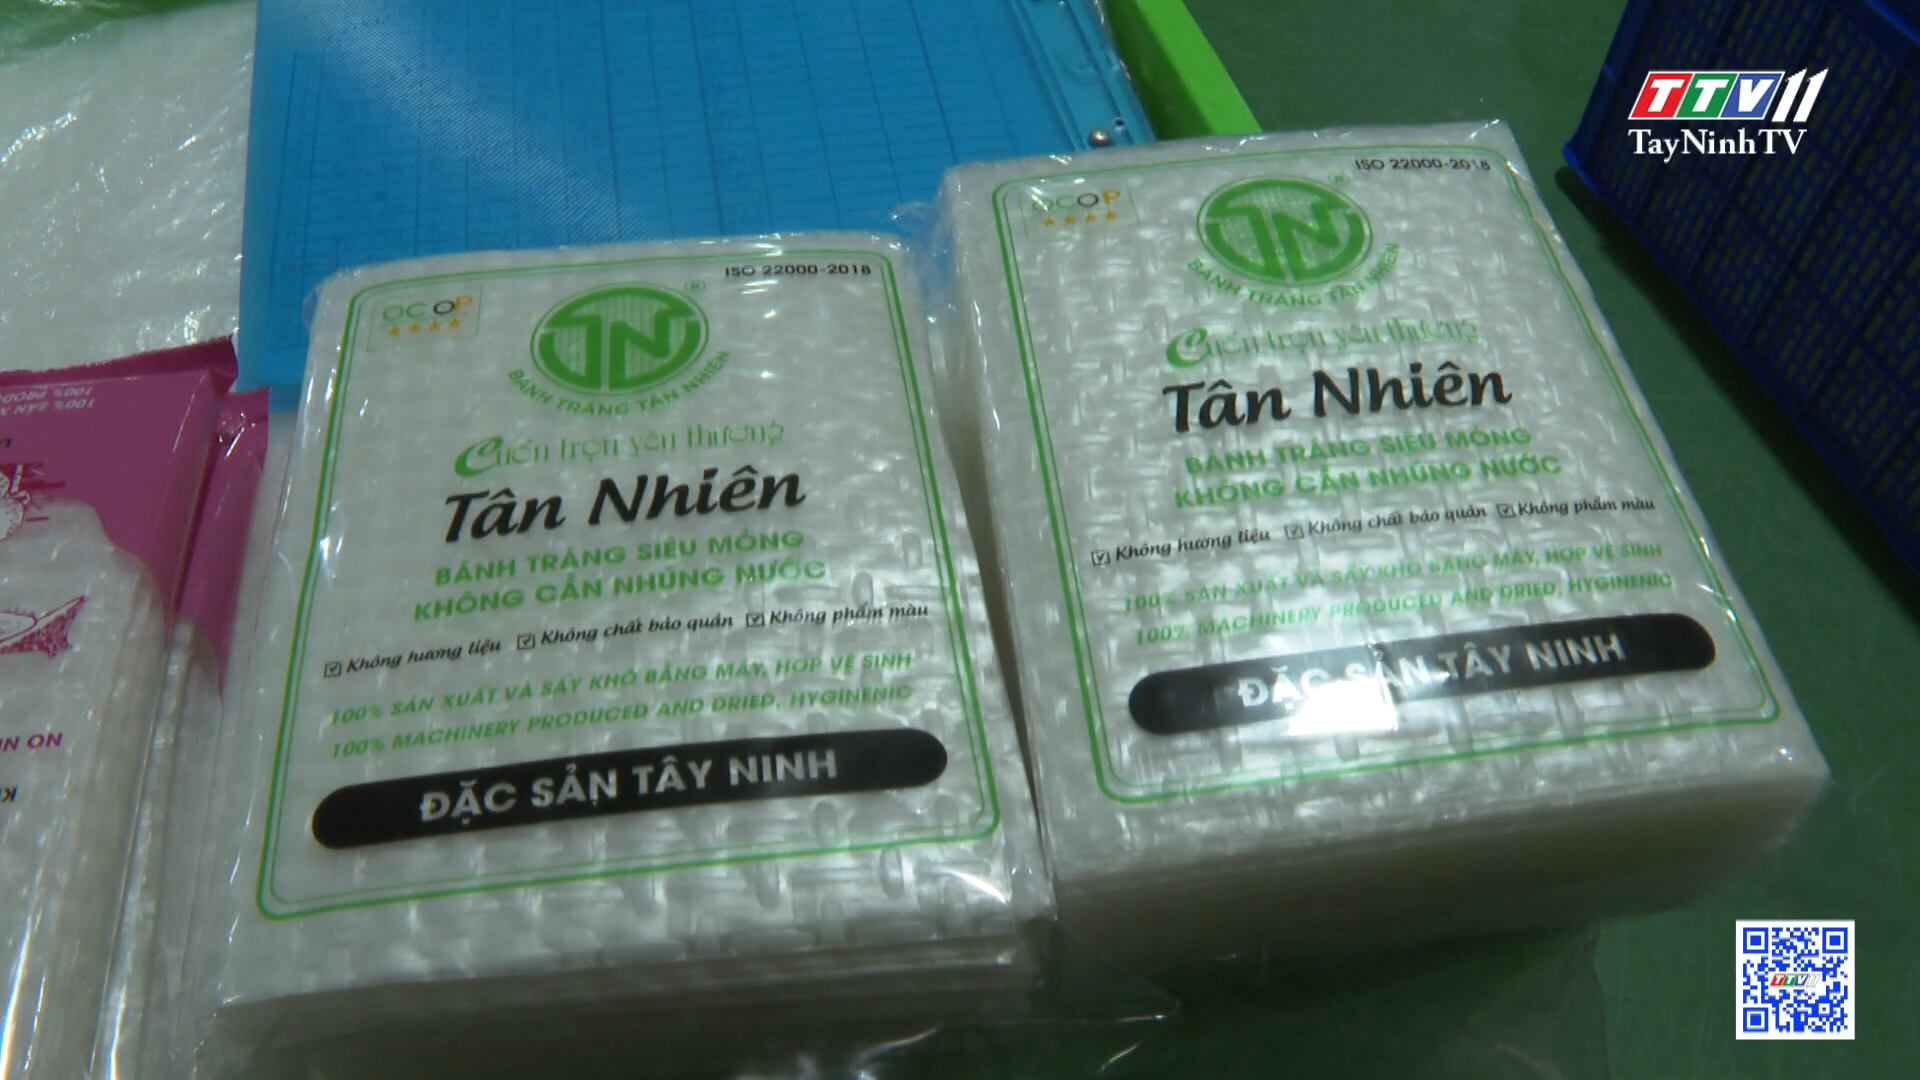 TTV11
TayNinhTV
ISO 22000-2018
OCOP
TN
®
BÁNH TRÁNG TÂN NHIÊN
Cuốn trọn yêu thương
Tân Nhiên
BÁNH TRÁNG SIÊU MỎNG
KHÔNG CẦN NHÚNG NƯỚC
Không hương liệu Không chất bảo quản Không phẩm màu
100% SẢN XUẤT VÀ SẤY KHÔ BẰNG MÁY, HỢP VỆ SINH
100% MACHINERY PRODUCED AND DRIED, HYGINENIC
ĐẶC SẢN TÂY NINH
ISO 22000-2018
OCOP
TN
®
BÁNH TRÁNG TÂN NHIÊN
Cuốn trọn yêu thương
Tân Nhiên
BÁNH TRÁNG SIÊU MỎNG
KHÔNG CẦN NHÚNG NƯỚC
Không hương liệu Không chất bảo quản Không phẩm màu
100% SẢN XUẤT VÀ SẤY KHÔ BẰNG MÁY, HỢP VỆ SINH
100% MACHINERY PRODUCED AND DRIED, HYGINENIC
ĐẶC SẢN TÂY NINH
TTV11